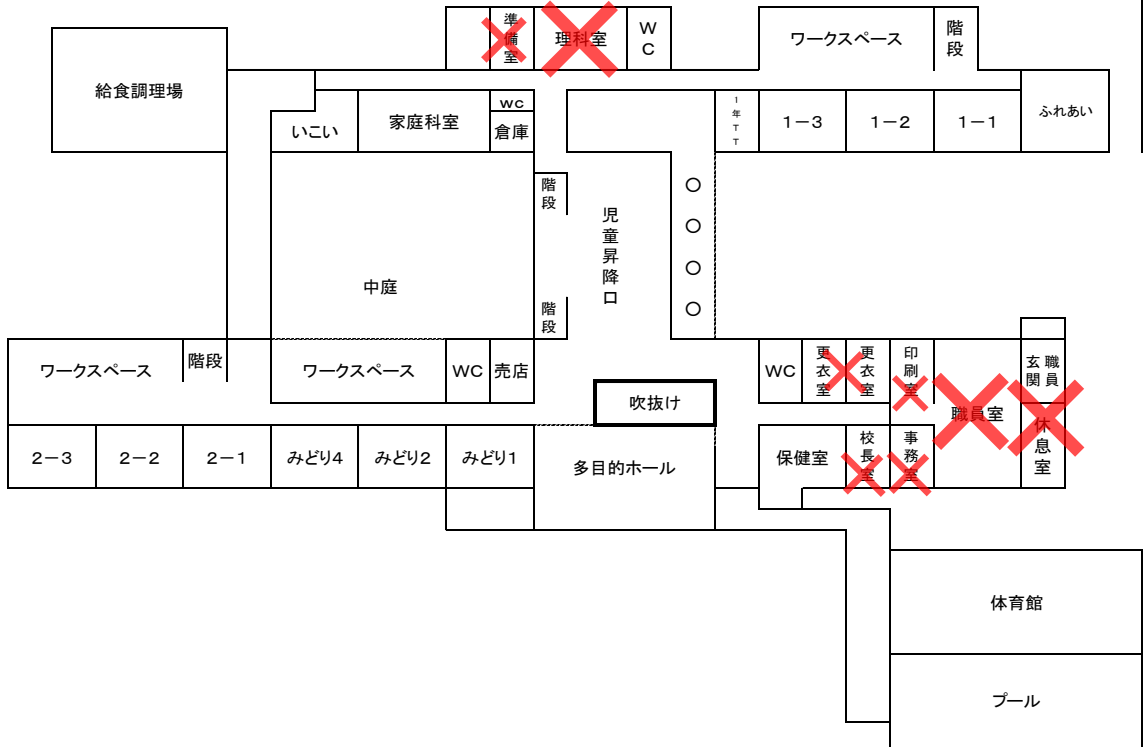 準備室
理科室
WC
ワークスペース
階段
給食調理場
いこい
家庭科室
wc
倉庫
1年TT
1-3
1-2
1-1
ふれあい
階段
児童昇降口
○
○
○
○
中庭
階段
ワークスペース
階段
ワークスペース
WC
売店
吹抜け
WC
更衣室
更衣室
印刷室
職員室
職員玄関
休息室
2-3
2-2
2-1
みどり4
みどり2
みどり1
多目的ホール
保健室
校長室
事務室
体育館
プール